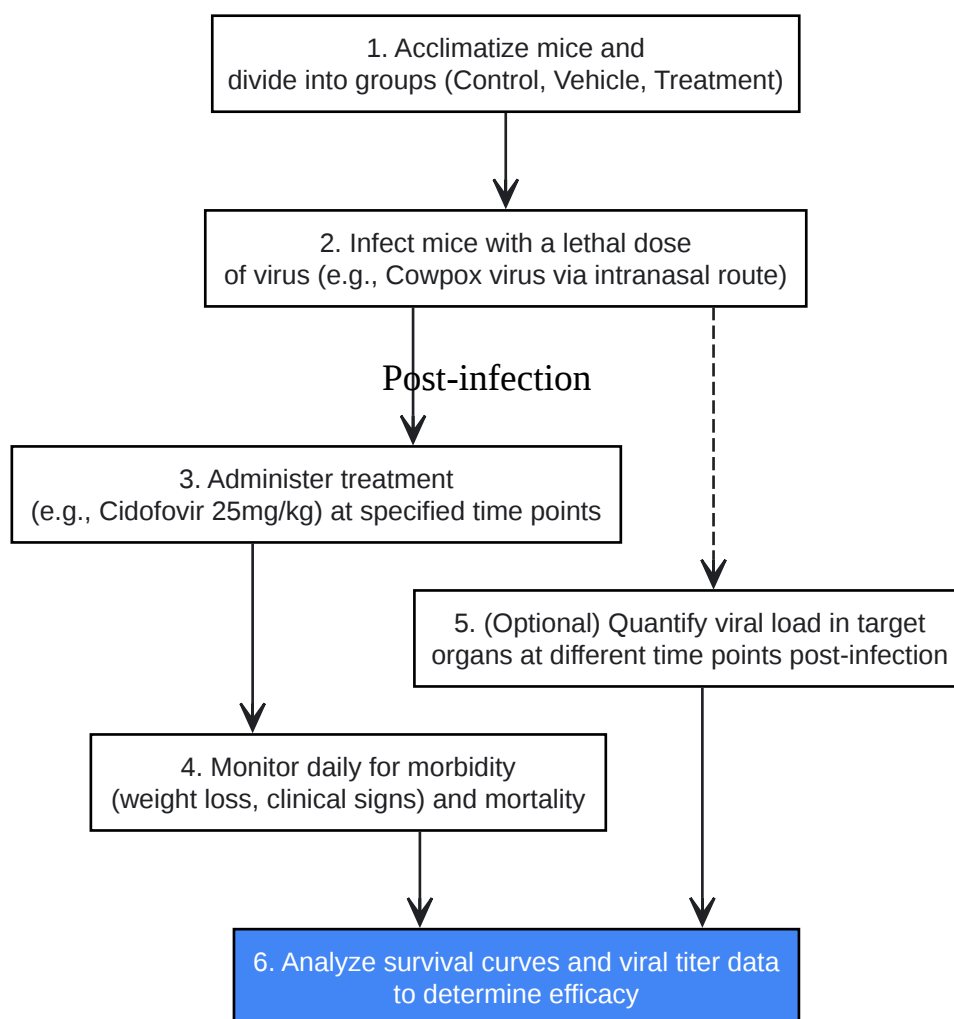 1. Acclimatize mice and
divide into groups (Control, Vehicle, Treatment)
2. Infect mice with a lethal dose
of virus (e.g., Cowpox virus via intranasal route)
Post-infection
3. Administer treatment
(e.g., Cidofovir 25mg/kg) at specified time points
4. Monitor daily for morbidity
(weight loss, clinical signs) and mortality
5. (Optional) Quantify viral load in target
organs at different time points post-infection
6. Analyze survival curves and viral titer data
to determine efficacy